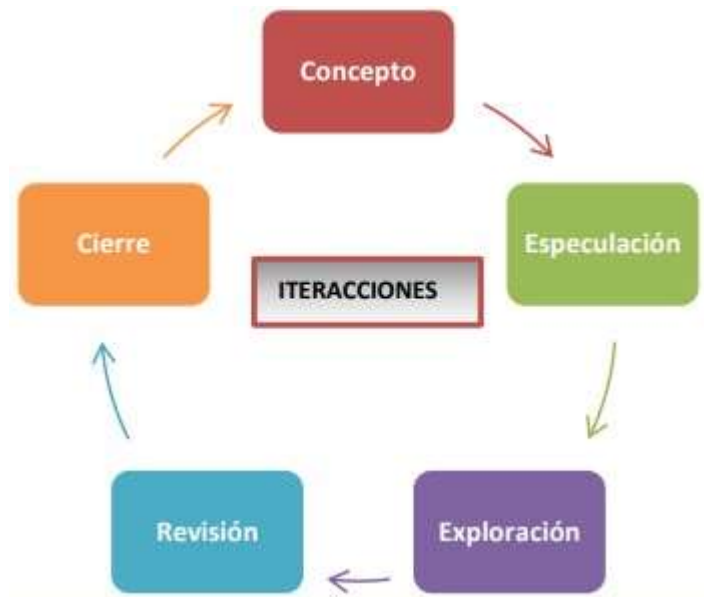 Concepto
Especulación
Exploración
Revisión
Cierre
ITERACCIONES